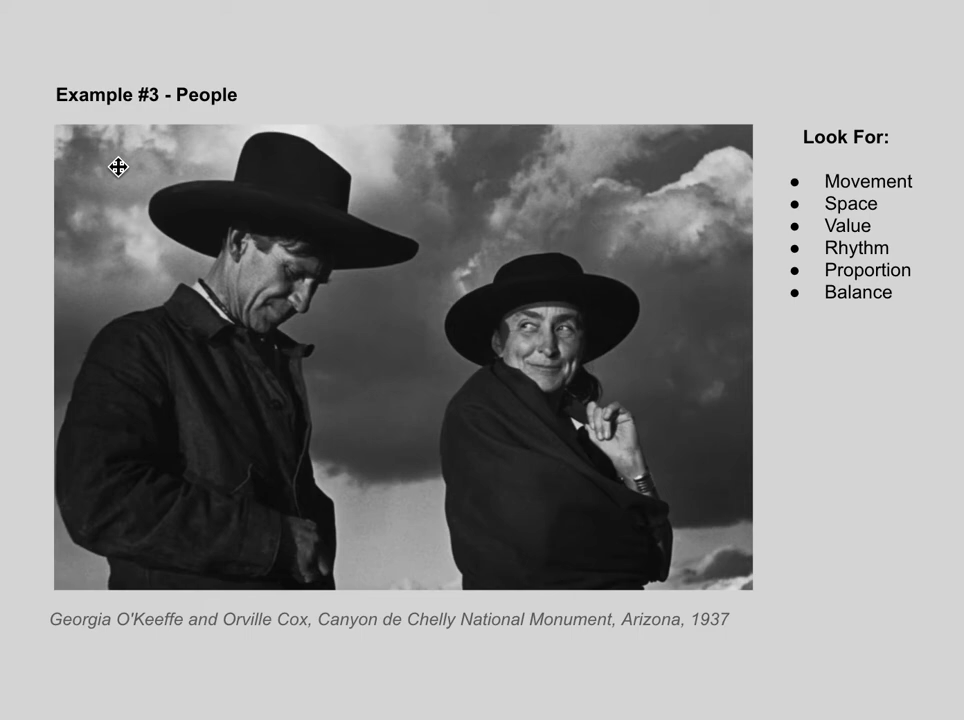 Example #3 - People
Look For:
● Movement
● Space
● Value
● Rhythm
● Proportion
● Balance
Georgia O'Keeffe and Orville Cox, Canyon de Chelly National Monument, Arizona, 1937